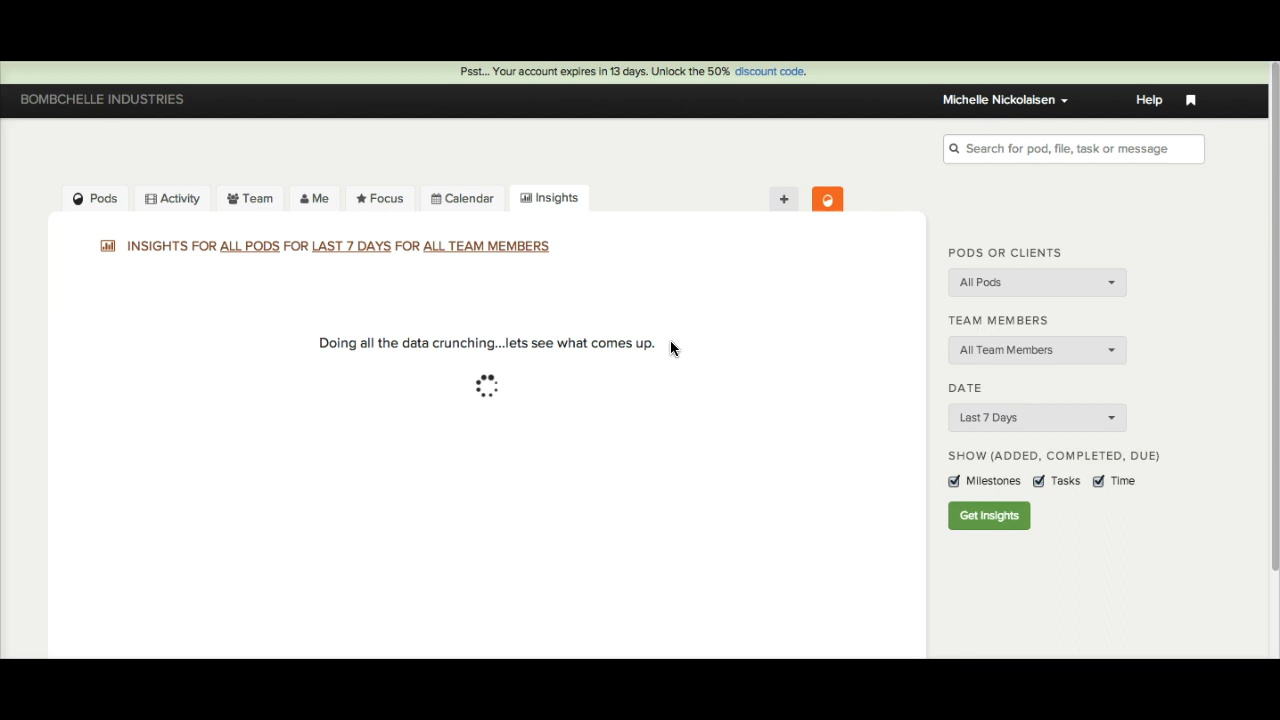 Psst... Your account expires in 13 days. Unlock the 50% discount code.
BOMBCHELLE INDUSTRIES
Michelle Nickolaisen
Help
Search for pod, file, task or message
Pods
Activity
Team
Me
Focus
Calendar
Insights
+
INSIGHTS FOR ALL PODS FOR LAST 7 DAYS FOR ALL TEAM MEMBERS
Doing all the data crunching...lets see what comes up.
PODS OR CLIENTS
All Pods
TEAM MEMBERS
All Team Members
DATE
Last 7 Days
SHOW (ADDED, COMPLETED, DUE)
Milestones Tasks Time
Get Insights